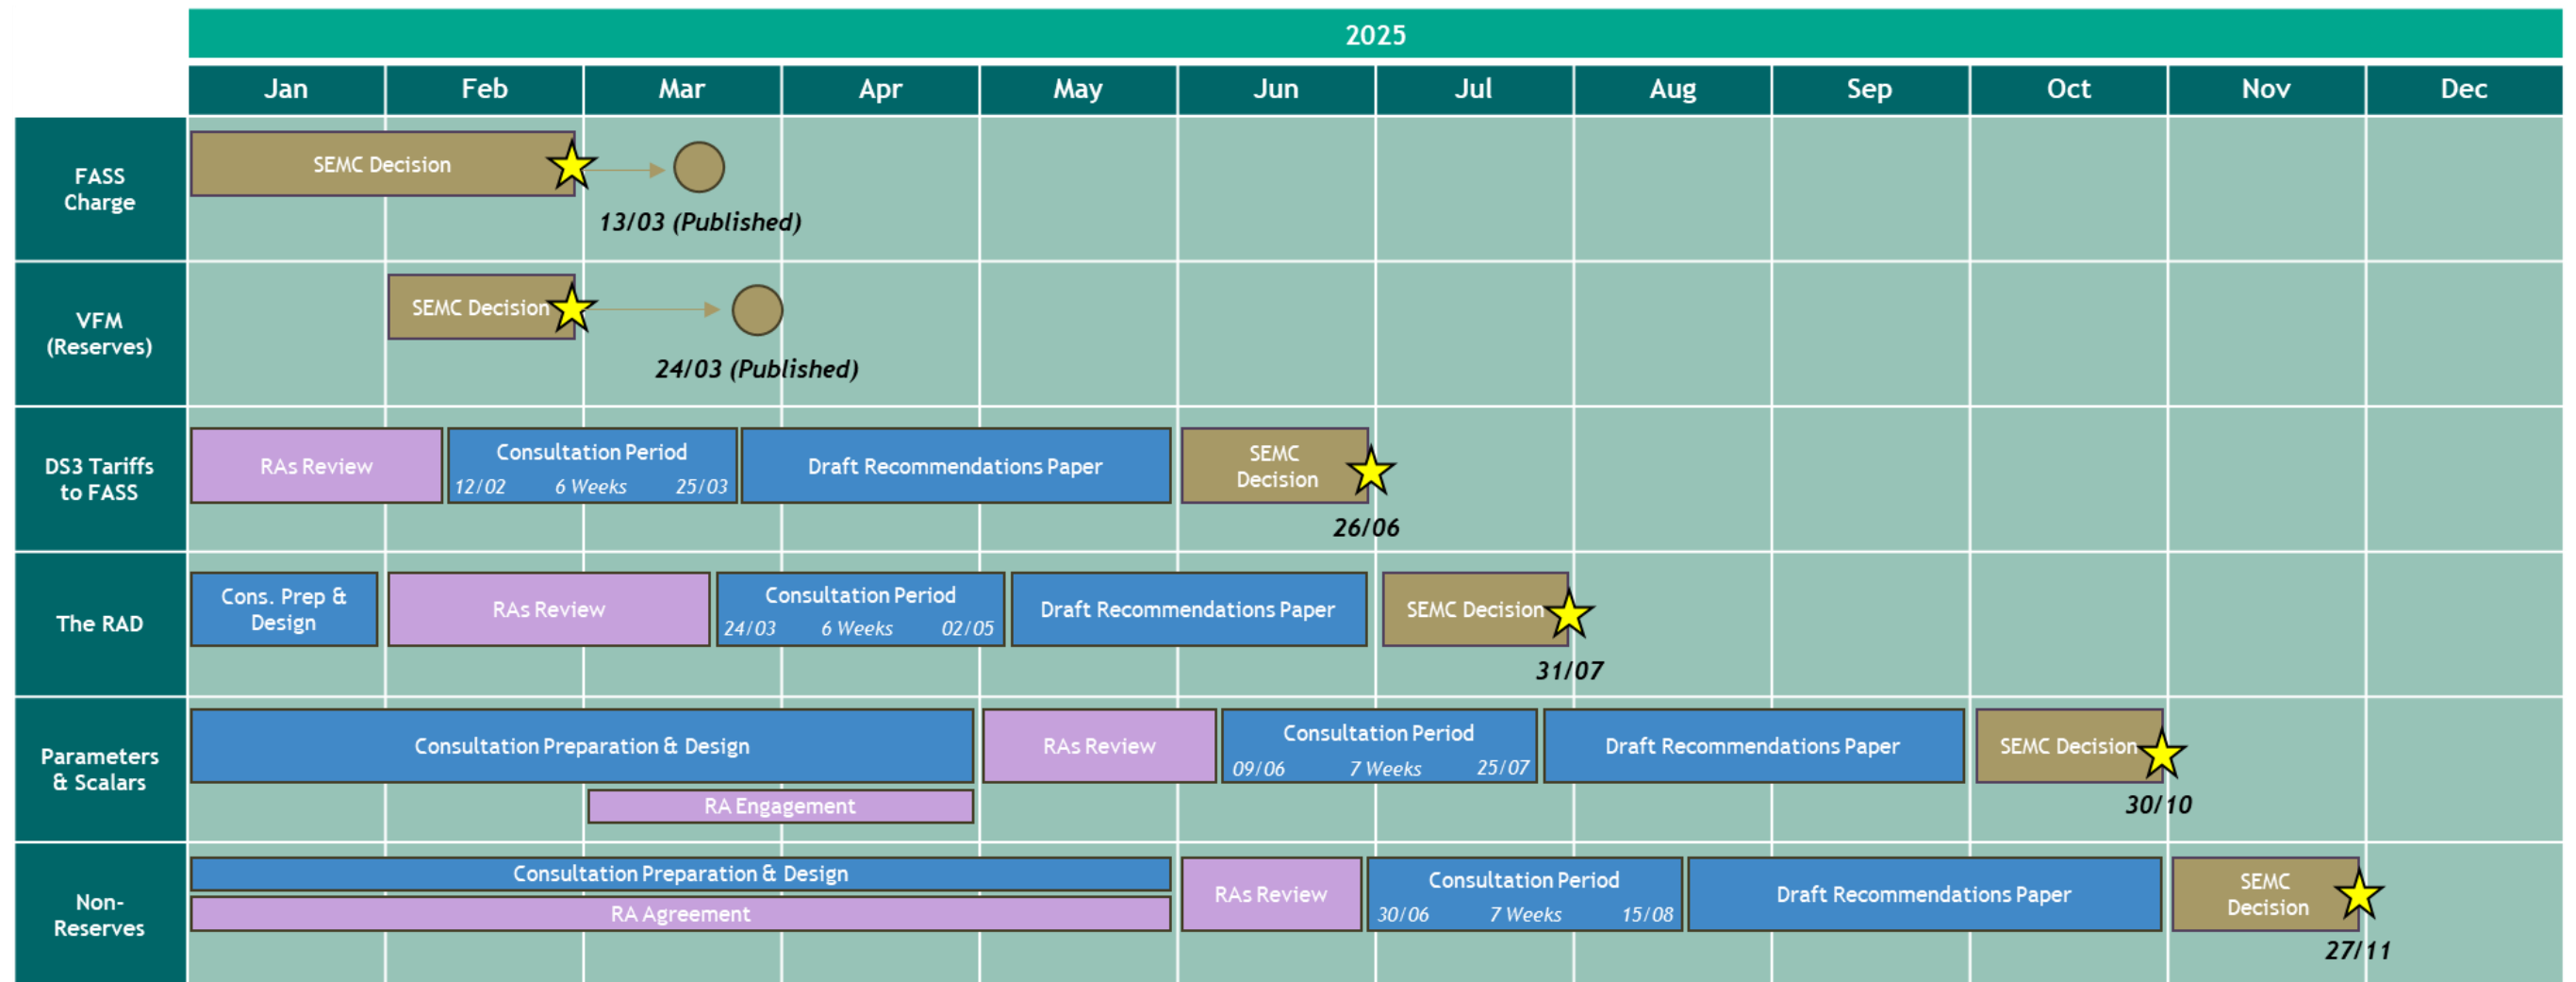 2025
Jan Feb Mar Apr May Jun Jul Aug Sep Oct Nov Dec
FASS
Charge
SEMC Decision
13/03 (Published)
VFM
(Reserves)
SEMC Decision
24/03 (Published)
DS3 Tariffs
to FASS
RAs Review
Consultation Period
12/02 6 Weeks 25/03
Draft Recommendations Paper
SEMC
Decision
26/06
The RAD
Cons. Prep &
Design
RAs Review
Consultation Period
24/03 6 Weeks 02/05
Draft Recommendations Paper
SEMC Decision
31/07
Parameters
& Scalars
Consultation Preparation & Design
RA Engagement
RAs Review
Consultation Period
09/06 7 Weeks 25/07
Draft Recommendations Paper
SEMC Decision
30/10
Non-
Reserves
Consultation Preparation & Design
RA Agreement
RAs Review
Consultation Period
30/06 7 Weeks 15/08
Draft Recommendations Paper
SEMC
Decision
27/11